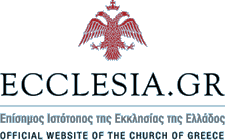 ECCLESIA.GR
Επίσημος Ιστότοπος της Εκκλησίας της Ελλάδος
OFFICIAL WEBSITE OF THE CHURCH OF GREECE